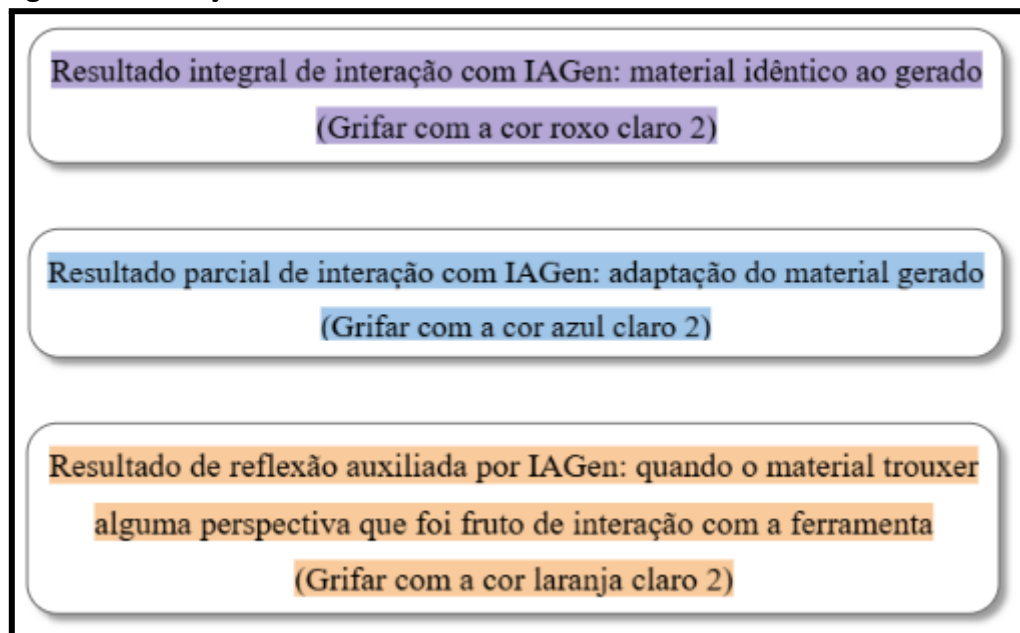 Resultado integral de interação com IAGen: material idêntico ao gerado
(Grifar com a cor roxo claro 2)
Resultado parcial de interação com IAGen: adaptação do material gerado
(Grifar com a cor azul claro 2)
Resultado de reflexão auxiliada por IAGen: quando o material trouxer
alguma perspectiva que foi fruto de interação com a ferramenta
(Grifar com a cor laranja claro 2)